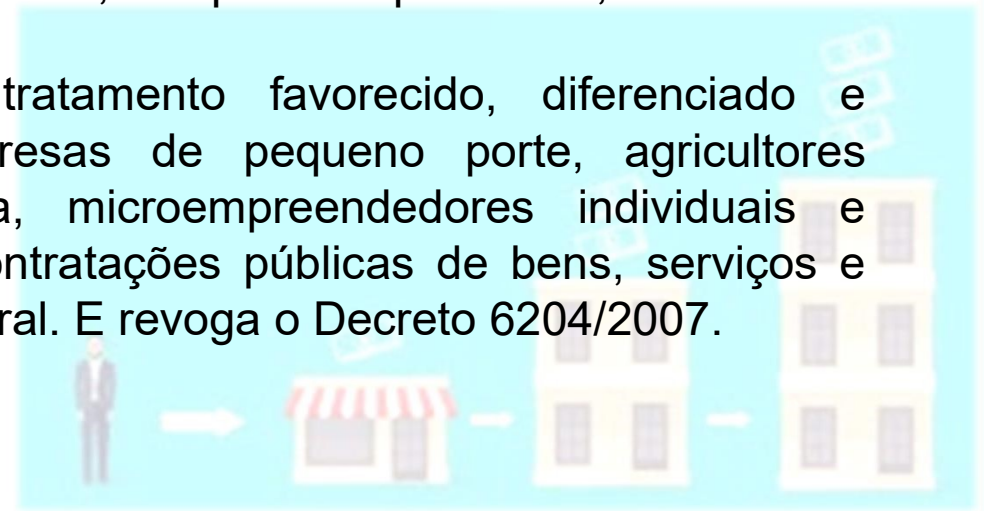 tratamento favorecido, diferenciado e
resas de pequeno porte, agricultores
a, microempreendedores individuais e
ontratações públicas de bens, serviços e
ral. E revoga o Decreto 6204/2007.